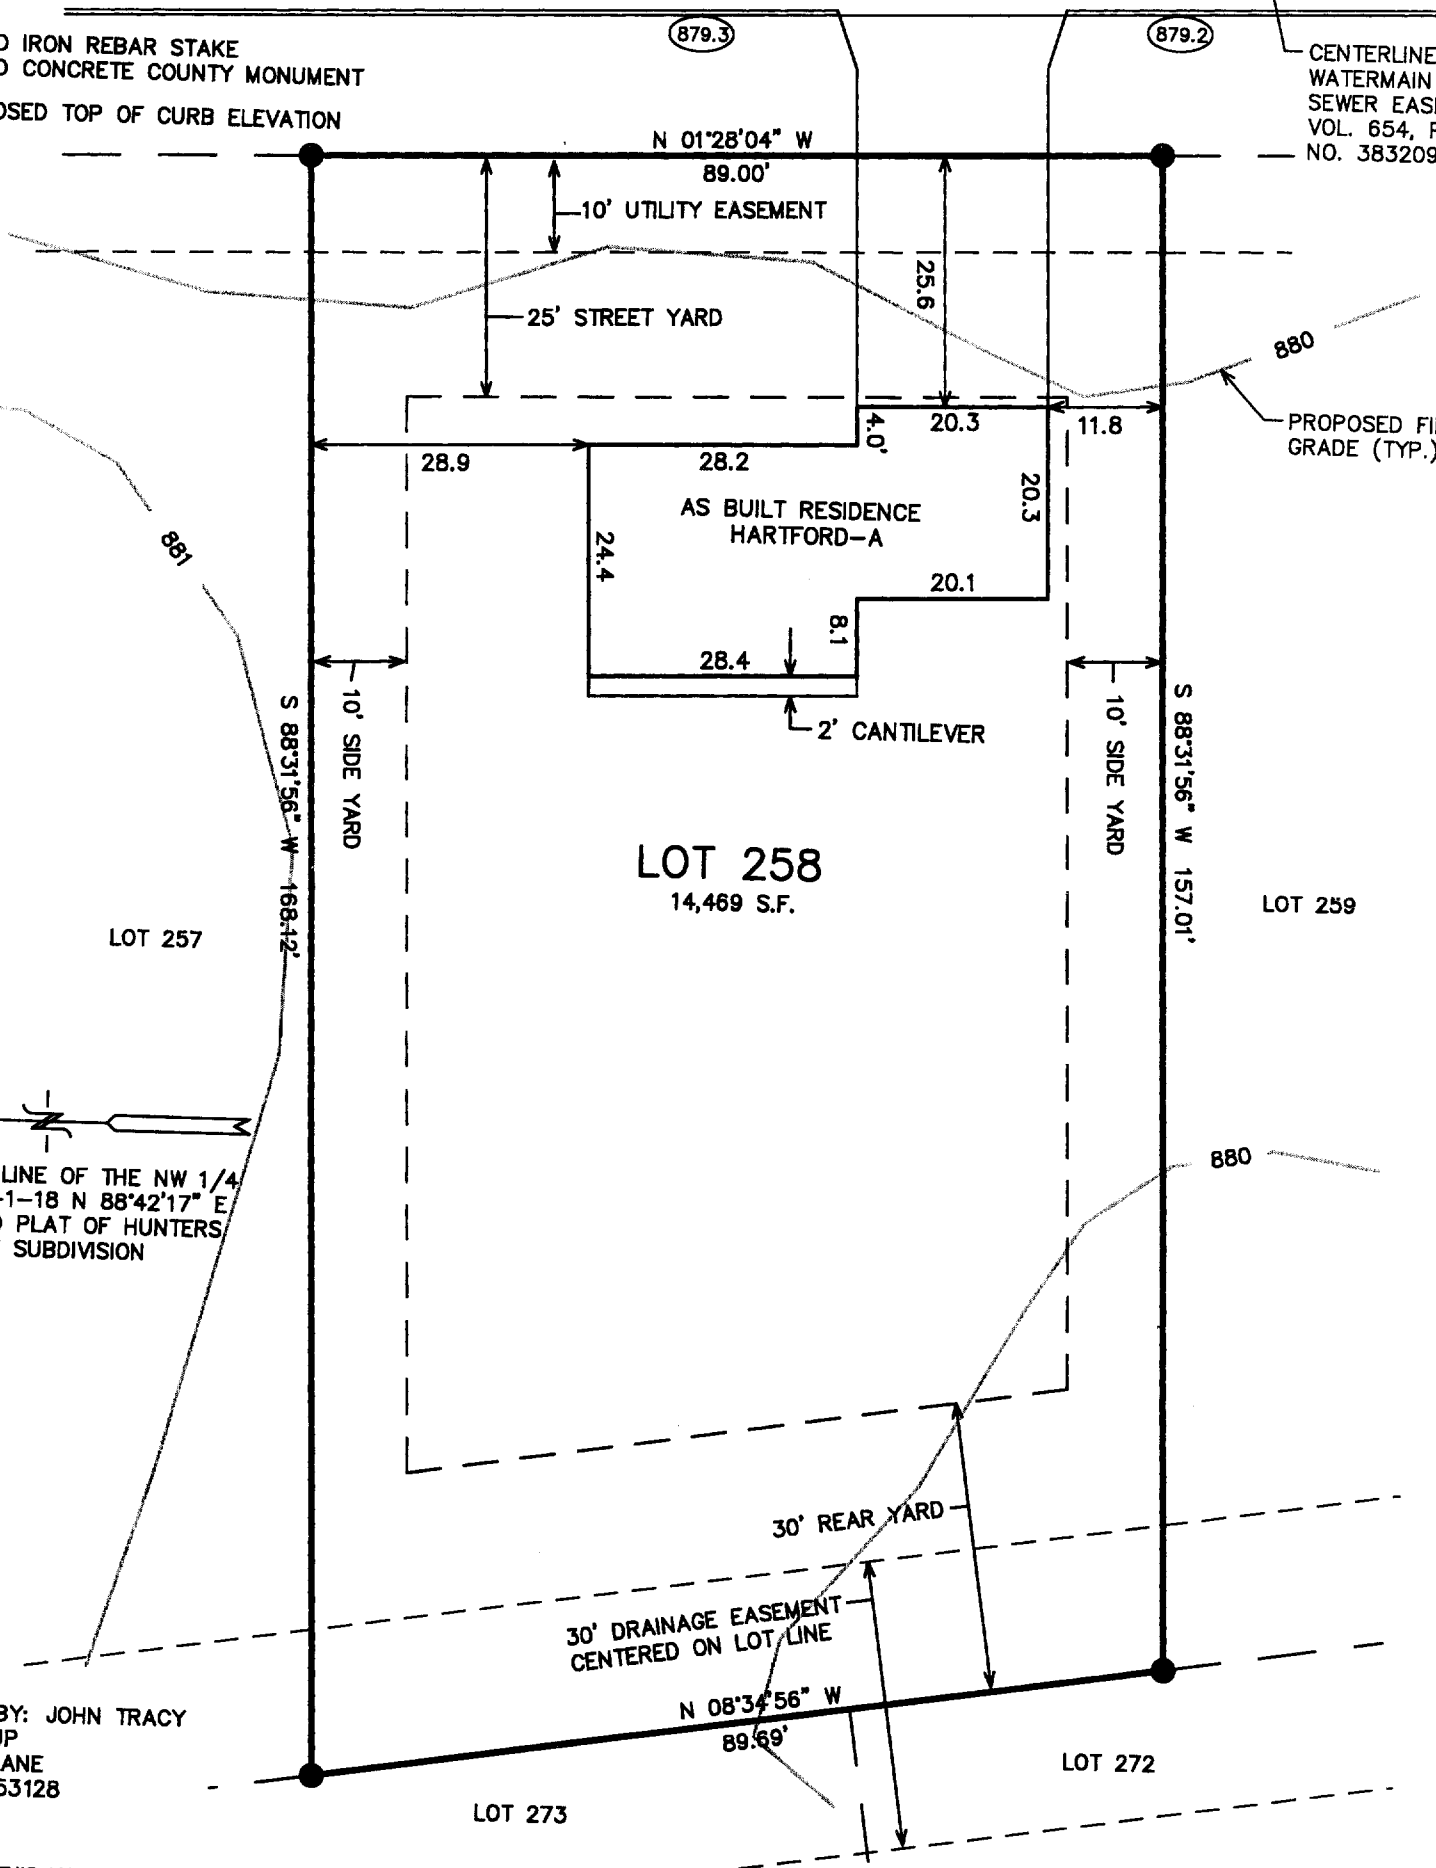 879.3
879.2
IRON REBAR STAKE
CONCRETE COUNTY MONUMENT
TOP OF CURB ELEVATION
CENTERLINE
WATERMAIN
SEWER
VOL. 654,
NO. 383209
N 01°28'04" W
89.00'
10' UTILITY EASEMENT
25.6
25' STREET YARD
880
PROPOSED
GRADE (TYP.)
28.9
28.2
4.0'
20.3
11.8
AS BUILT RESIDENCE
HARTFORD-A
20.3
881
24.4
20.1
8.1
28.4
2' CANTILEVER
10' SIDE YARD
10' SIDE YARD
S 88°31'56" W 168.12'
S 88°31'56" W 157.01'
LOT 258
14,469 S.F.
LOT 257
LOT 259
LINE OF THE NW 1/4
-1-18 N 88°42'17" E
PLAT OF HUNTERS
SUBDIVISION
880
30' REAR YARD
30' DRAINAGE EASEMENT
CENTERED ON LOT LINE
N 08°34'56" W
89.69'
BY: JOHN TRACY
53128
LOT 272
LOT 273